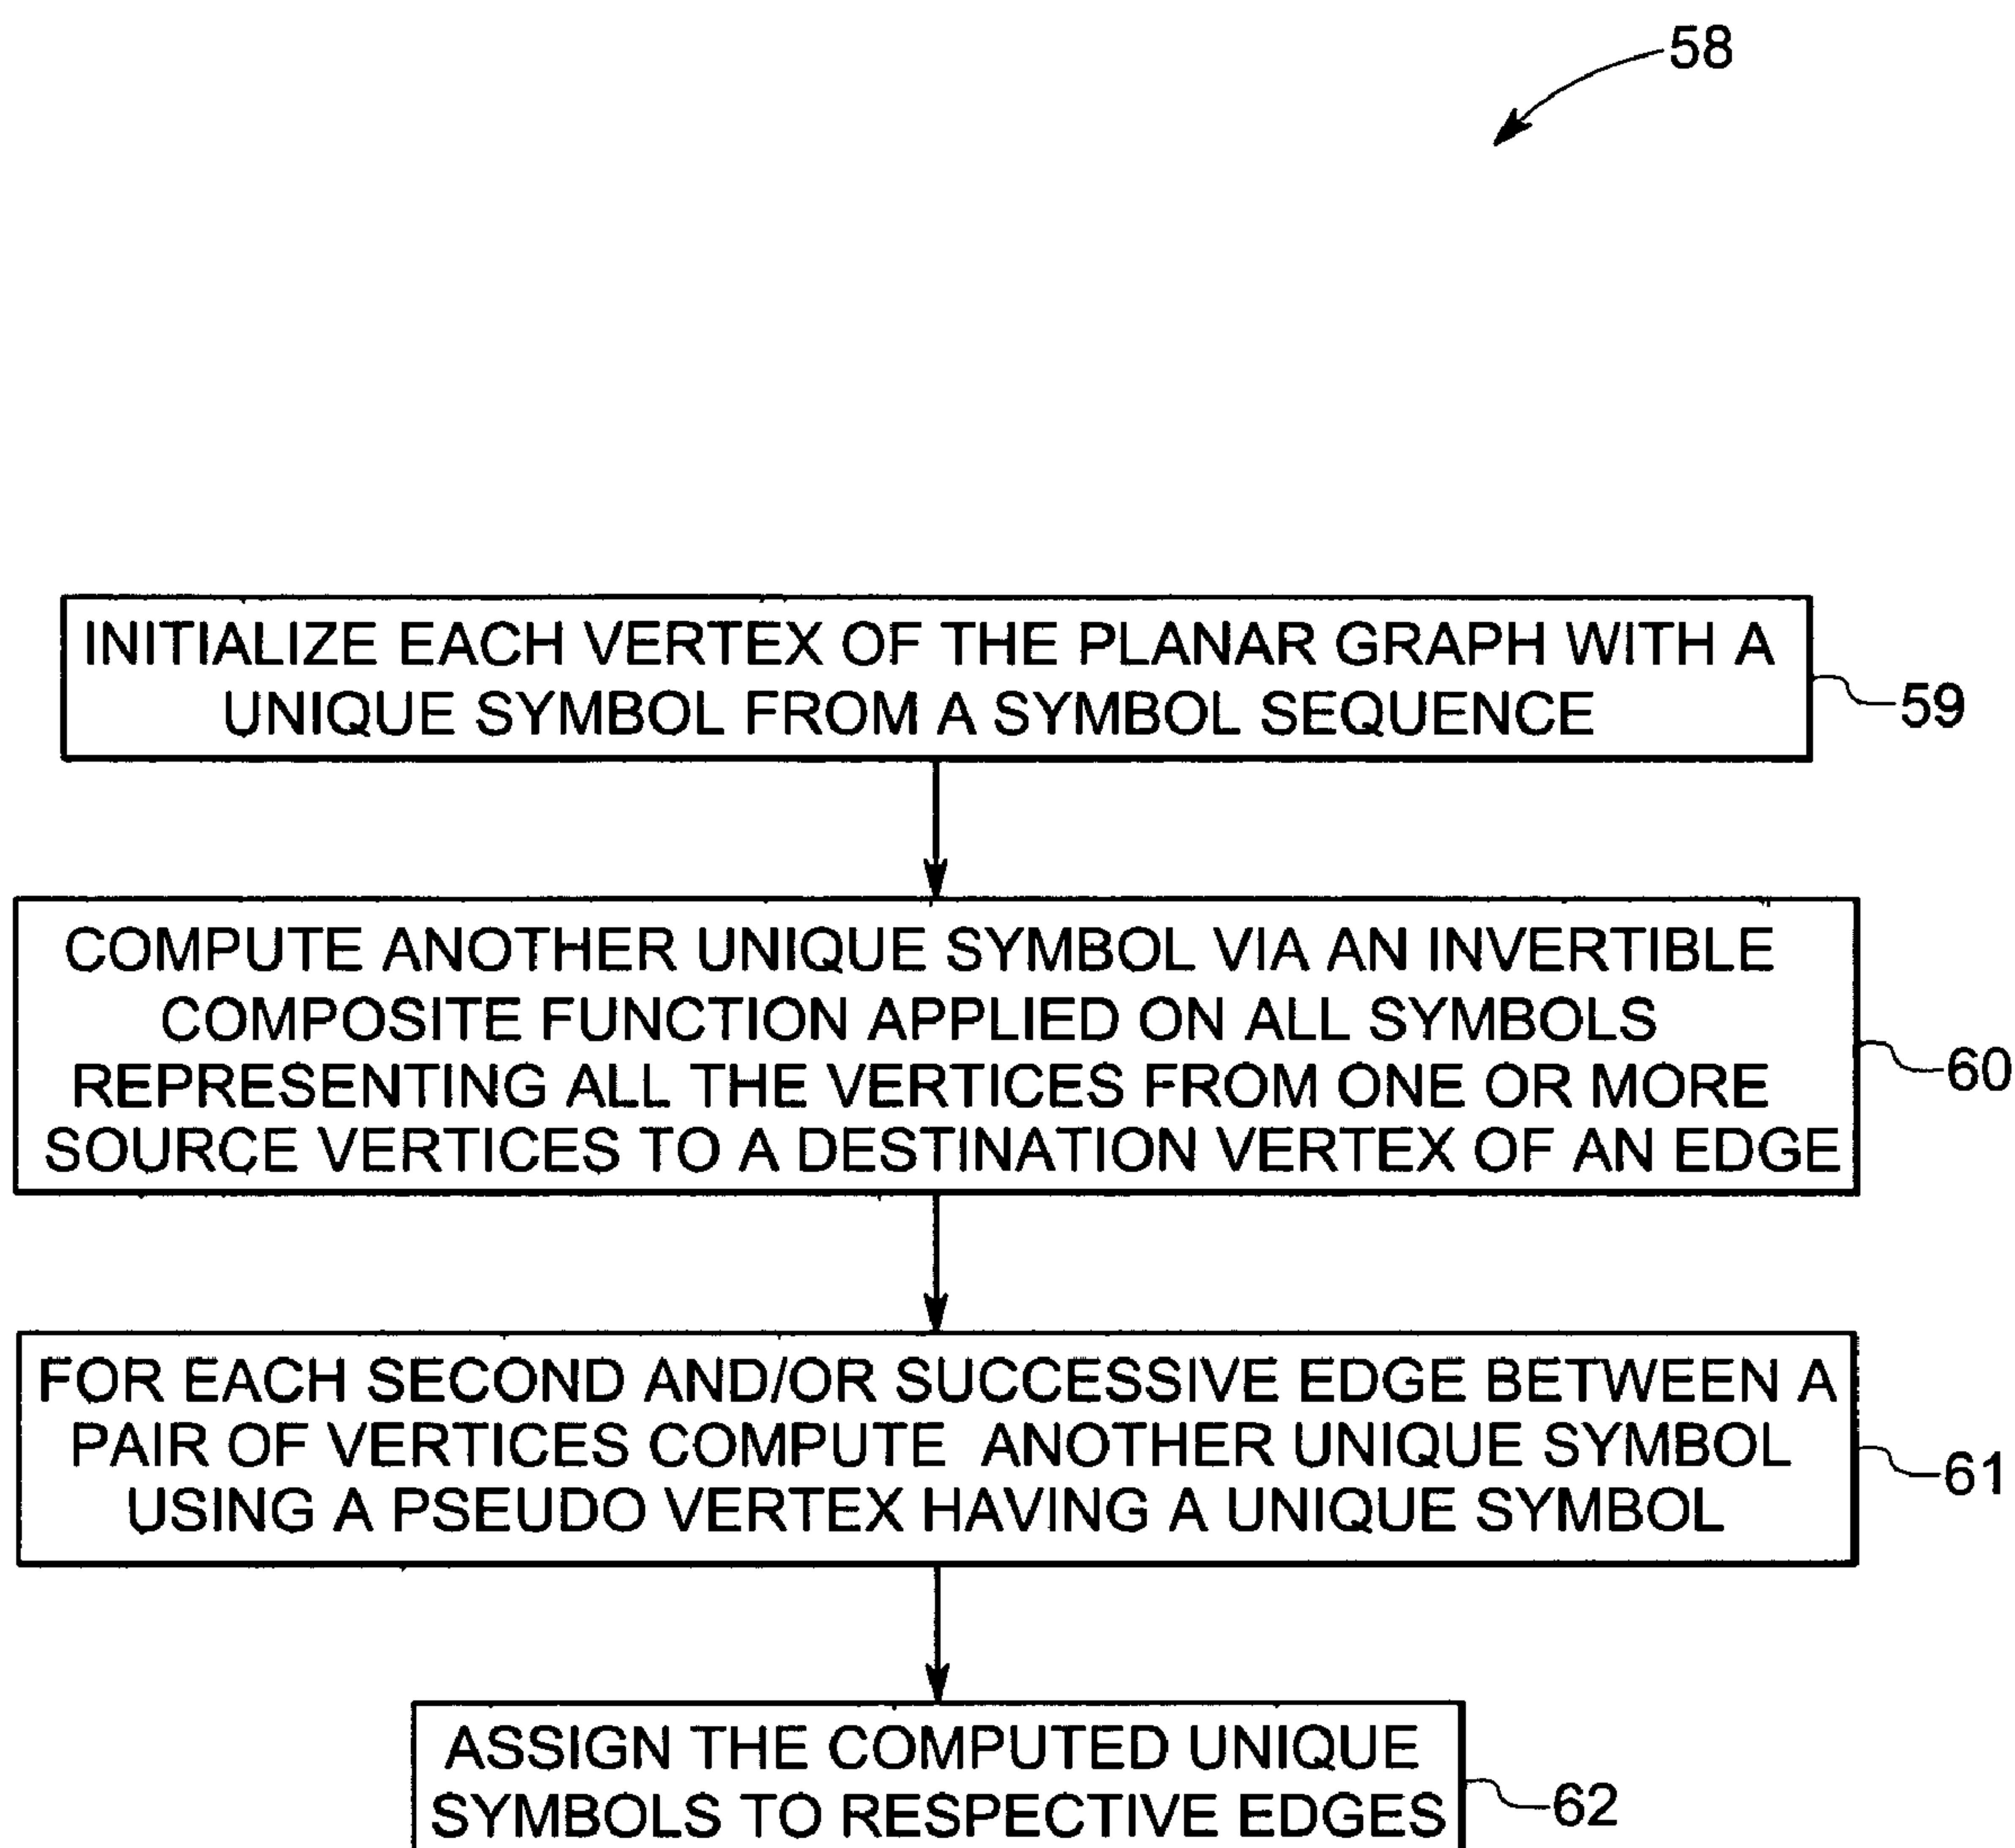 58
INITIALIZE EACH VERTEX OF THE PLANAR GRAPH WITH A
UNIQUE SYMBOL FROM A SYMBOL SEQUENCE
59
COMPUTE ANOTHER UNIQUE SYMBOL VIA AN INVERTIBLE
COMPOSITE FUNCTION APPLIED ON ALL SYMBOLS
REPRESENTING ALL THE VERTICES FROM ONE OR MORE
SOURCE VERTICES TO A DESTINATION VERTEX OF AN EDGE
60
FOR EACH SECOND AND/OR SUCCESSIVE EDGE BETWEEN A
PAIR OF VERTICES COMPUTE ANOTHER UNIQUE SYMBOL
USING A PSEUDO VERTEX HAVING A UNIQUE SYMBOL
61
ASSIGN THE COMPUTED UNIQUE
SYMBOLS TO RESPECTIVE EDGES
62